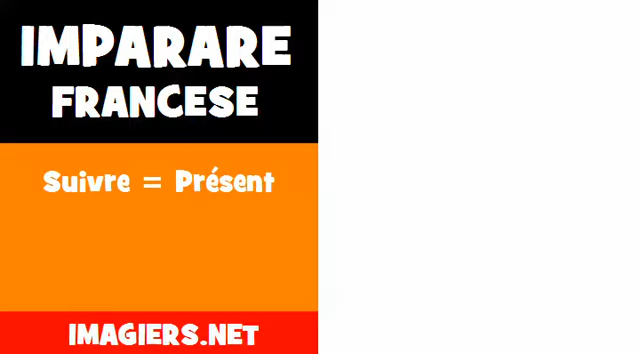 IMPARARE
FRANCESE
Suivre = Présent
IMAGIERS.NET